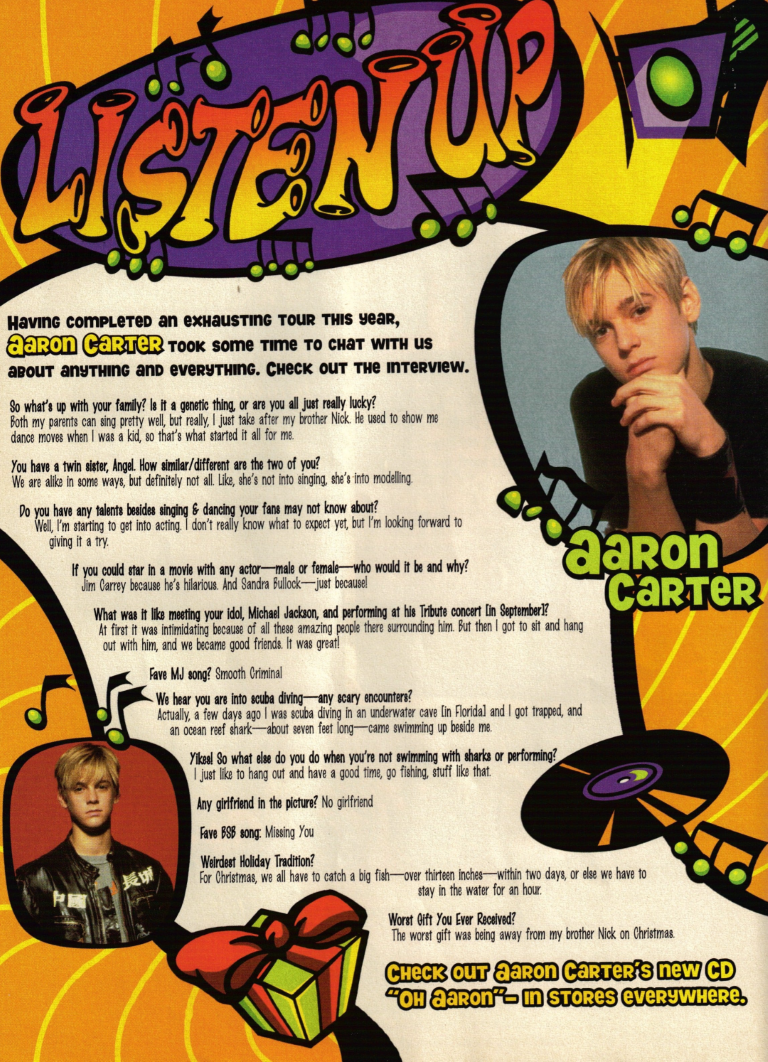 LISTEN UP
Having completed an exhausting tour this year,
Aaron Carter took some time to chat with us
about anything and everything. Check out the interview.
So what's up with your family? Is it a genetic thing, or are you all just really lucky?
Both my parents can sing pretty well, but really, I just take after my brother Nick. He used to show me
dance moves when I was a kid, so that's what started it all for me.
You have a twin sister, Angel. How similar/different are the two of you?
We are alike in some ways, but definitely not all. Like, she's not into singing, she's into modelling.
Do you have any talents besides singing & dancing your fans may not know about?
Well, I'm starting to get into acting. I don't really know what to expect yet, but I'm looking forward to
giving it a try.
If you could star in a movie with any actor—male or female—who would it be and why?
Jim Carrey because he's hilarious. And Sandra Bullock—just because!
What was it like meeting your idol, Michael Jackson, and performing at his Tribute concert [in September]?
At first it was intimidating because of all these amazing people there surrounding him. But then I got to sit and hang
out with him, and we became good friends. It was great!
Fave MJ song? Smooth Criminal
We hear you are into scuba diving—any scary encounters?
Actually, a few days ago I was scuba diving in an underwater cave [in Florida] and I got trapped, and
an ocean reef shark—about seven feet long—came swimming up beside me.
Yikes! So what else do you do when you're not swimming with sharks or performing?
I just like to hang out and have a good time, go fishing, stuff like that.
Any girlfriend in the picture? No girlfriend
Fave BSB song: Missing You
Weirdest Holiday Tradition?
For Christmas, we all have to catch a big fish—over thirteen inches—within two days, or else we have to
stay in the water for an hour.
Worst Gift You Ever Received?
The worst gift was being away from my brother Nick on Christmas.
Check out Aaron Carter's new CD
"Oh Aaron"– in stores everywhere.
Aaron
Carter
中國